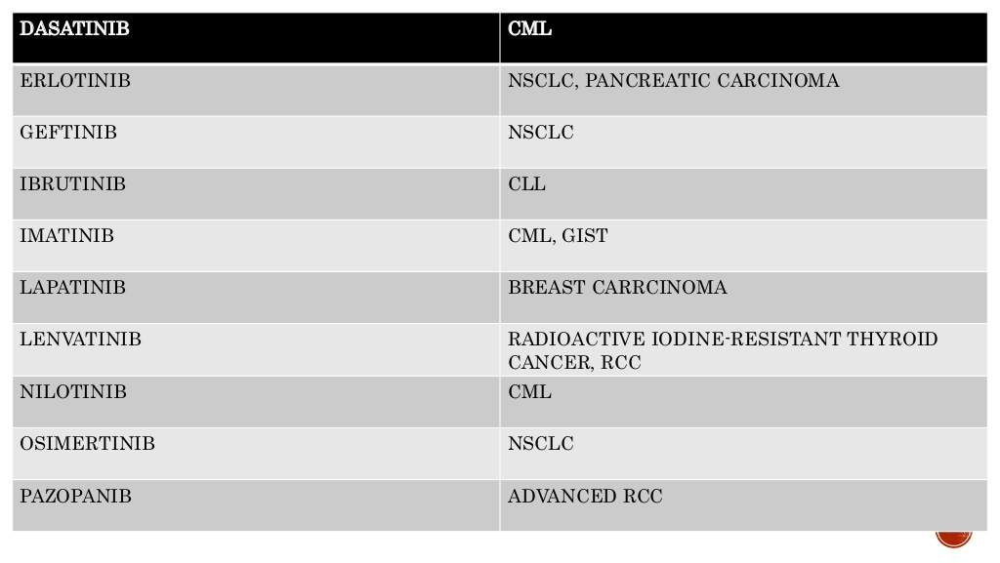 DASATINIB CML
ERLOTINIB NSCLC, PANCREATIC CARCINOMA
GEFTINIB NSCLC
IBRUTINIB CLL
IMATINIB CML, GIST
LAPATINIB BREAST CARRCINOMA
LENVATINIB RADIOACTIVE IODINE-RESISTANT THYROID
CANCER, RCC
NILOTINIB CML
OSIMERTINIB NSCLC
PAZOPANIB ADVANCED RCC